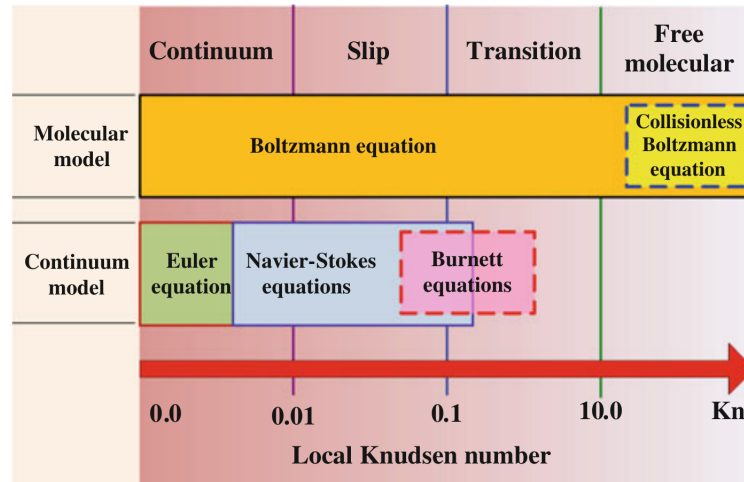 Continuum Slip Transition Free
molecular
Molecular
model
Boltzmann equation
Collisionless
Boltzmann
equation
Continuum
model
Euler
equation
Navier-Stokes
equations
Burnett
equations
0.0 0.01 0.1 10.0 Kn
Local Knudsen number